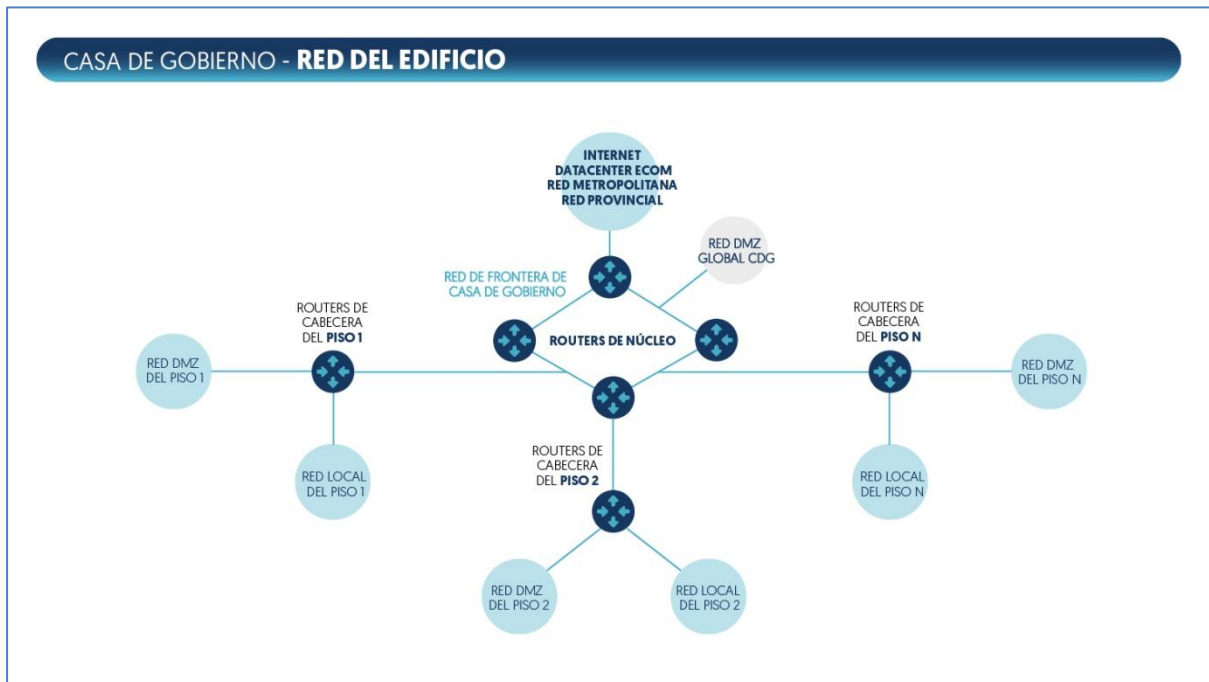 CASA DE GOBIERNO - RED DEL EDIFICIO
INTERNET
DATACENTER ECOM
RED METROPOLITANA
RED PROVINCIAL
RED DMZ
GLOBAL CDG
RED DE FRONTERA DE
CASA DE GOBIERNO
ROUTERS DE
CABECERA
DEL PISO 1
ROUTERS DE NÚCLEO
ROUTERS DE
CABECERA
DEL PISO N
RED DMZ
DEL PISO 1
RED DMZ
DEL PISO N
RED LOCAL
DEL PISO 1
ROUTERS DE
CABECERA
DEL PISO 2
RED LOCAL
DEL PISO N
RED DMZ
DEL PISO 2
RED LOCAL
DEL PISO 2